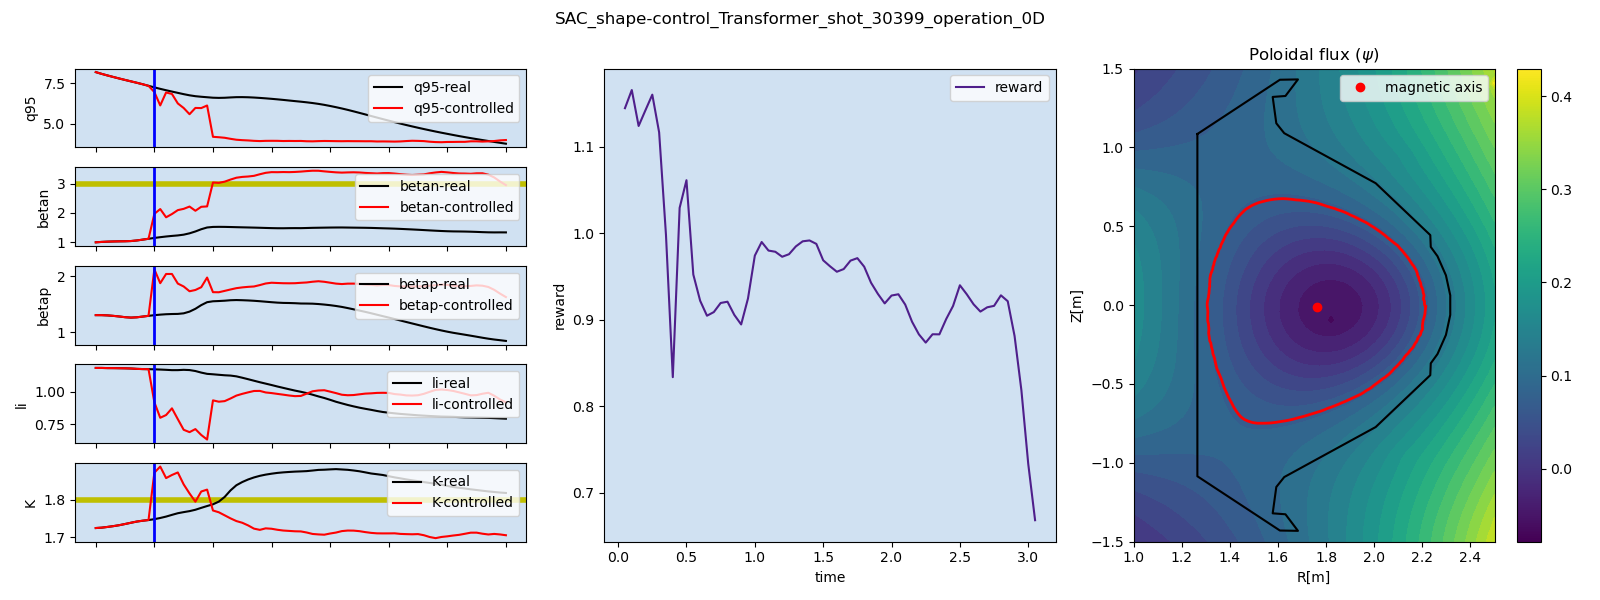 SAC_shape-control_Transformer_shot_30399_operation_0D
q95
7.5
5.0
q95-real
q95-controlled
betan
3
2
1
betan-real
betan-controlled
betap
2
1
betap-real
betap-controlled
li
1.00
0.75
li-real
li-controlled
K
1.8
1.7
K-real
K-controlled
reward
reward
1.1
1.0
0.9
0.8
0.7
0.0 0.5 1.0 1.5 2.0 2.5 3.0
time
Poloidal flux (ψ)
magnetic axis
Z[m]
1.5
1.0
0.5
0.0
−0.5
−1.0
−1.5
1.0 1.2 1.4 1.6 1.8 2.0 2.2 2.4
R[m]
0.4
0.3
0.2
0.1
0.0